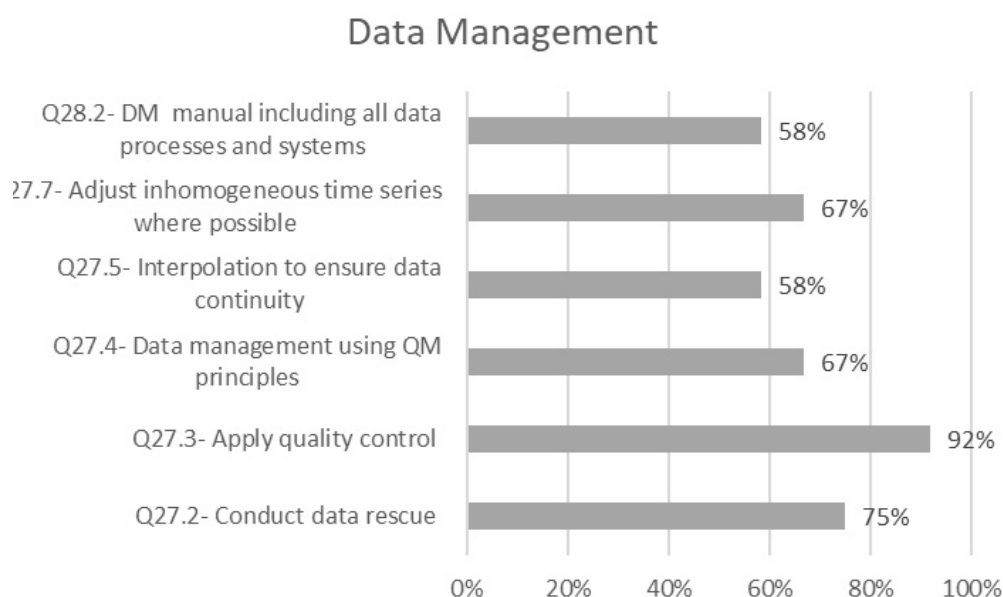 Data Management
Q28.2- DM manual including all data
processes and systems
58%
27.7- Adjust inhomogeneous time series
where possible
67%
Q27.5- Interpolation to ensure data
continuity
58%
Q27.4- Data management using QM
principles
67%
Q27.3- Apply quality control
92%
Q27.2- Conduct data rescue
75%
0% 20% 40% 60% 80% 100%